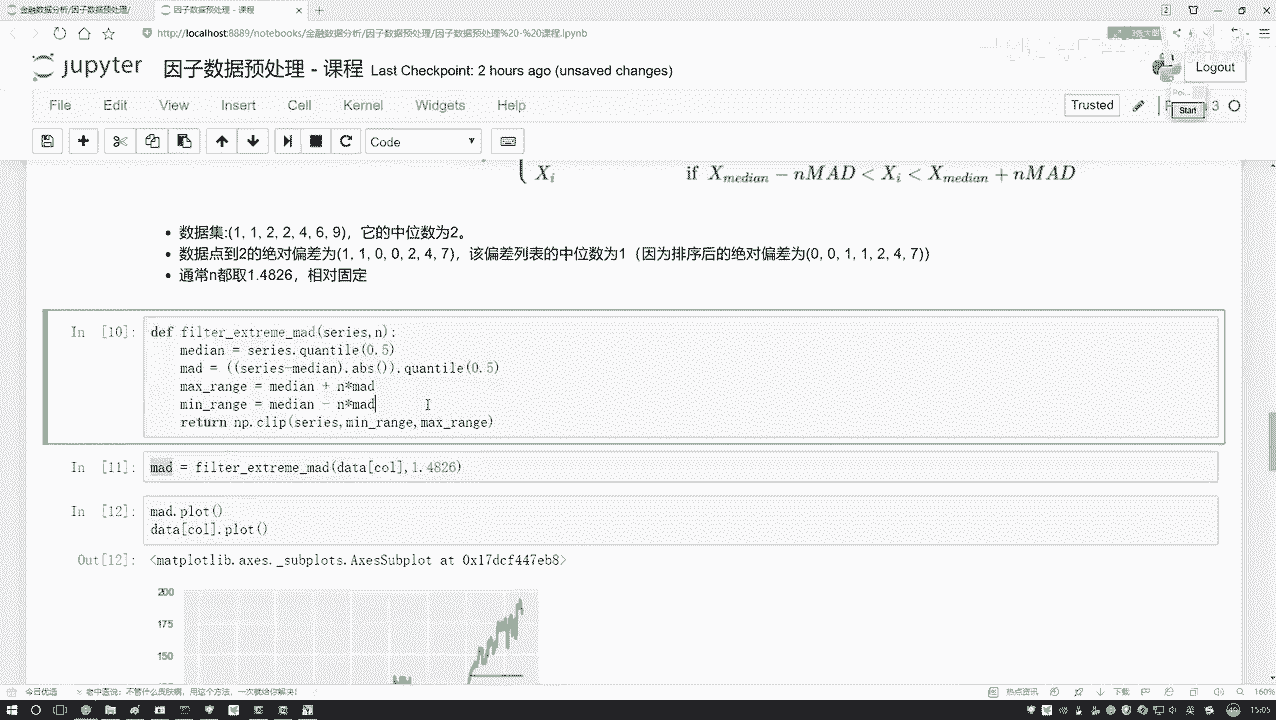 金融数据分析/因子数据预处理/
因子数据预处理 - 课程
http://localhost:8889/notebooks/金融数据分析/因子数据预处理/因子数据预处理%20-%20课程.ipynb
jupyter 因子数据预处理 - 课程 Last Checkpoint: 2 hours ago (unsaved changes)
Logout
File Edit View Insert Cell Kernel Widgets Help
Trusted
3
Start
Code
X_i if X_median − nMAD < X_i < X_median + nMAD
• 数据集:(1, 1, 2, 2, 4, 6, 9)，它的中位数为2。
• 数据点到2的绝对偏差为(1, 1, 0, 0, 2, 4, 7)，该偏差列表的中位数为1（因为排序后的绝对偏差为(0, 0, 1, 1, 2, 4, 7)）
• 通常n都取1.4826，相对固定
In [10]: def filter_extreme_mad(series,n):
median = series.quantile(0.5)
mad = ((series-median).abs()).quantile(0.5)
max_range = median + n*mad
min_range = median - n*mad
return np.clip(series,min_range,max_range)
In [11]: mad = filter_extreme_mad(data[col],1.4826)
In [12]: mad.plot()
data[col].plot()
Out[12]: <matplotlib.axes._subplots.AxesSubplot at 0x17dcf447eb8>
200
175
150
今日优选
热点资讯
下载
160%
15:05